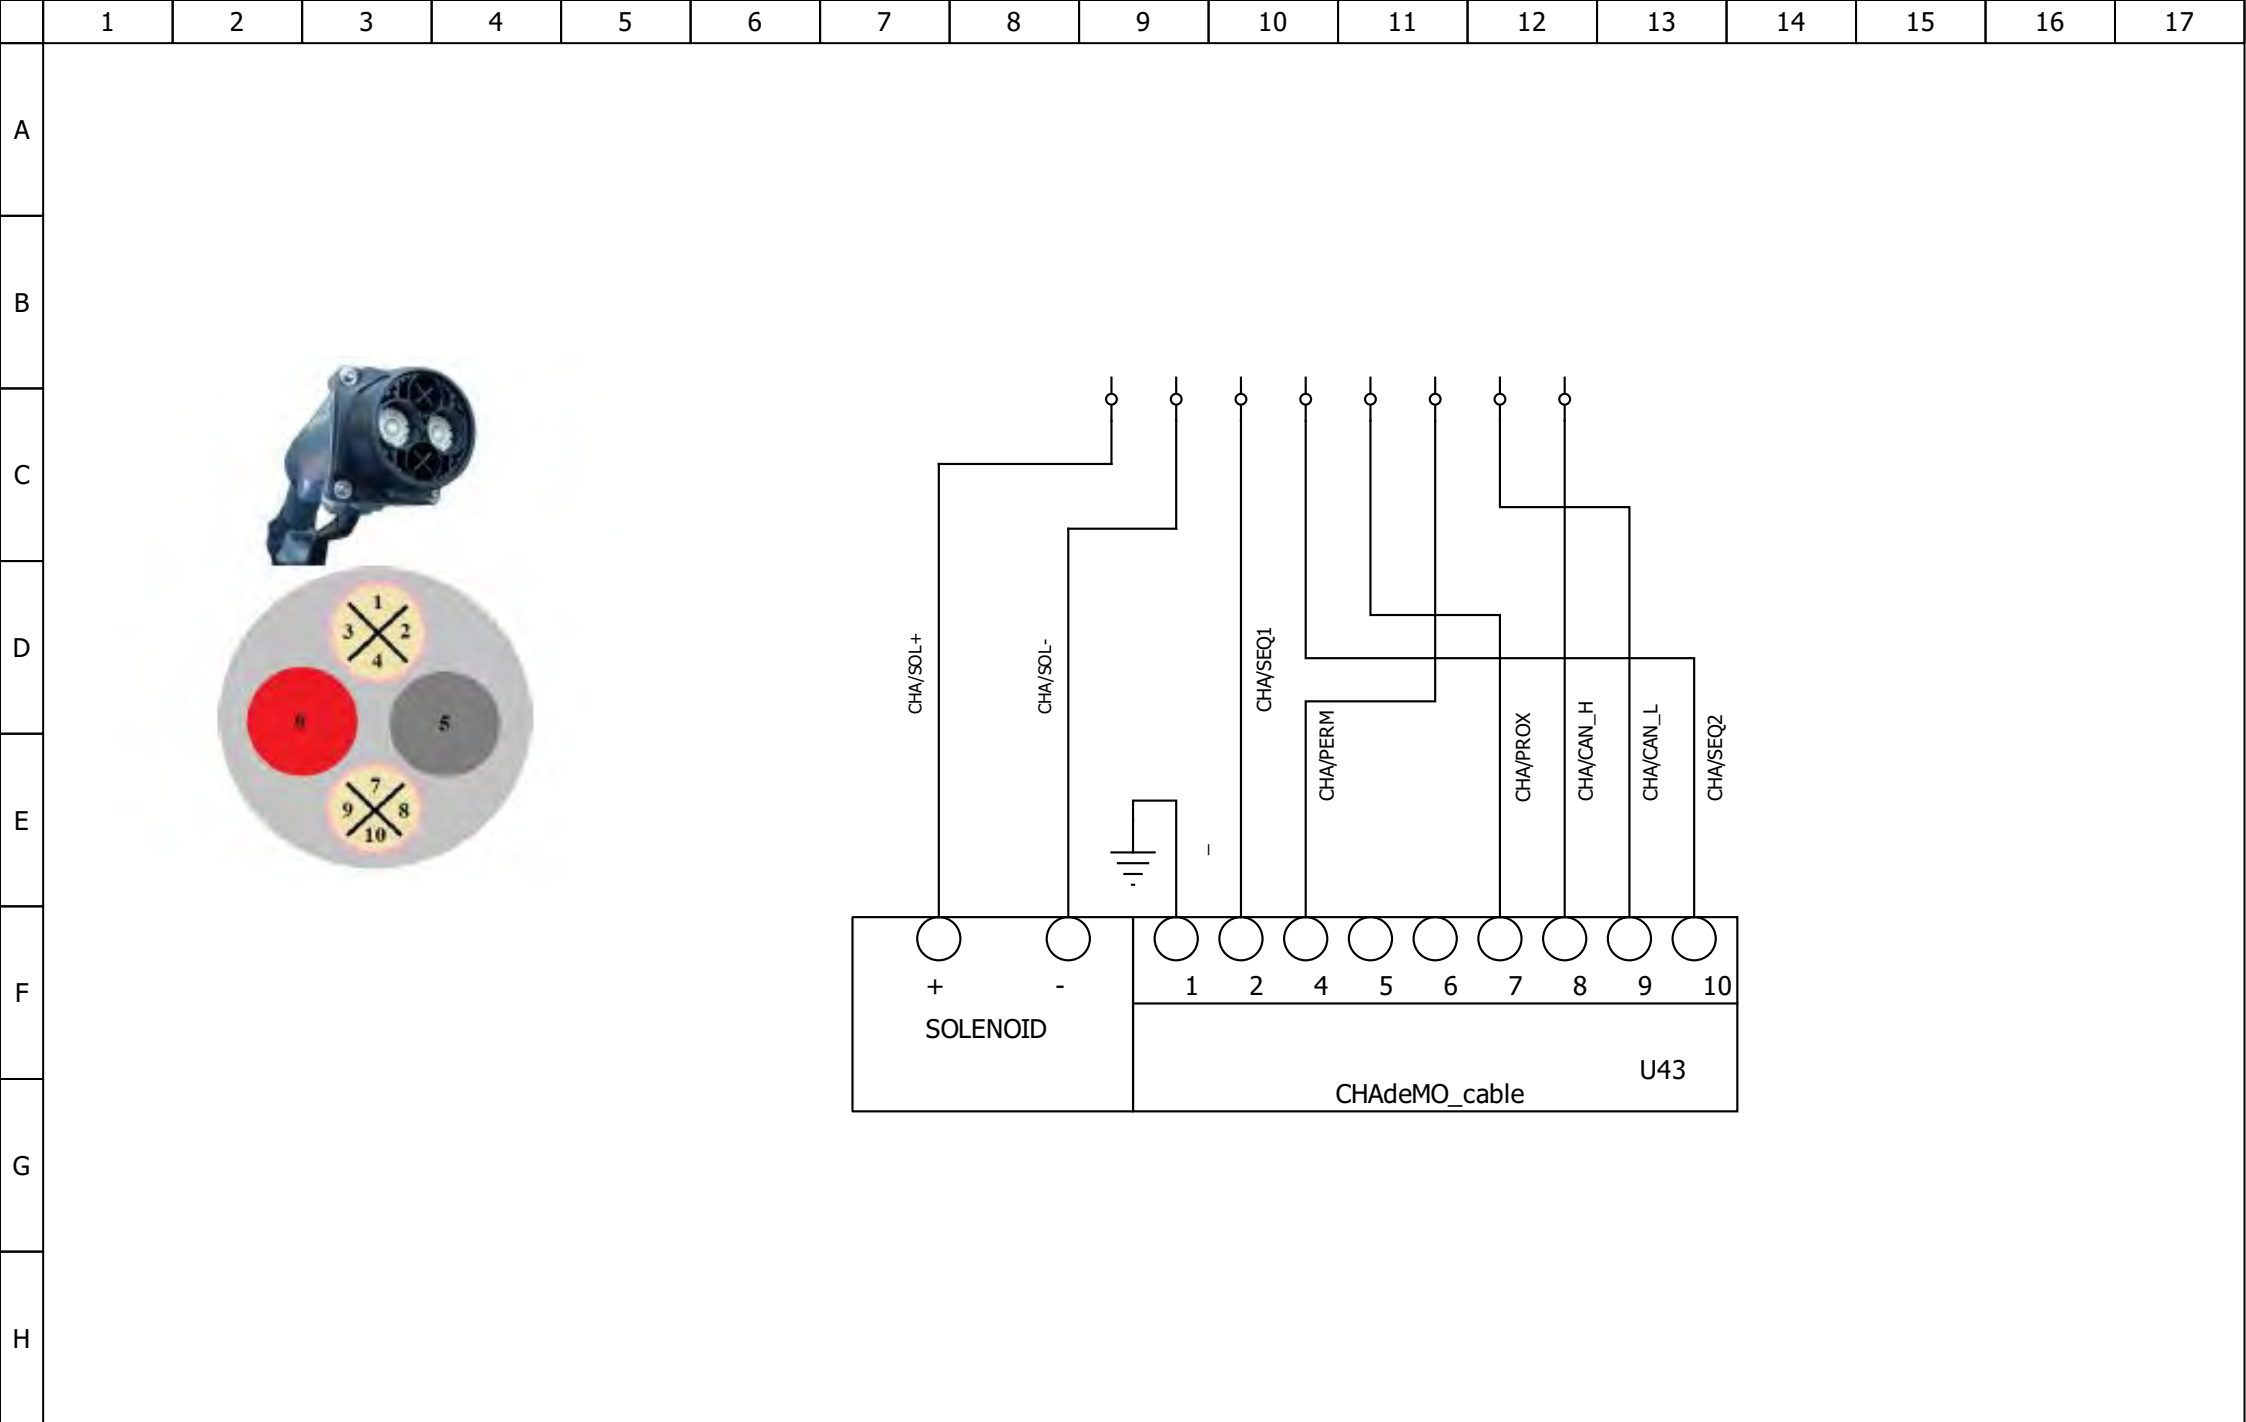 1 2 3 4 5 6 7 8 9 10 11 12 13 14 15 16 17
A
B
C
D
E
F
G
H
1
3 2
4
5
7
9 8
10
CHA/SOL+
CHA/SOL-
CHA/SEQ1
CHA/PERM
CHA/PROX
CHA/CAN_H
CHA/CAN_L
CHA/SEQ2
+ - 1 2 4 5 6 7 8 9 10
SOLENOID
U43
CHAdeMO_cable